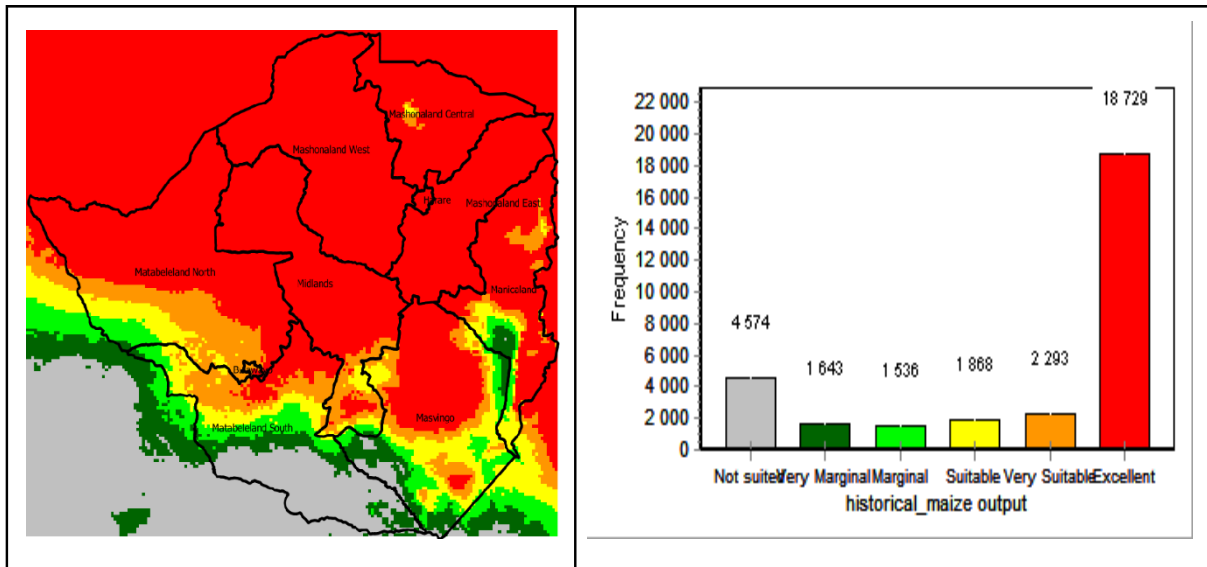 Mashonaland Central
Mashonaland West
Harare
Mashonaland East
Matabeleland North
Midlands
Manicaland
Matabeleland South
Masvingo
22 000
20 000
18 000
16 000
14 000
12 000
10 000
8 000
6 000
4 000
2 000
0
Frequency
18 729
4 574
1 643
1 536
1 868
2 293
Not suited Very Marginal Marginal Suitable Very Suitable Excellent
historical_maize output